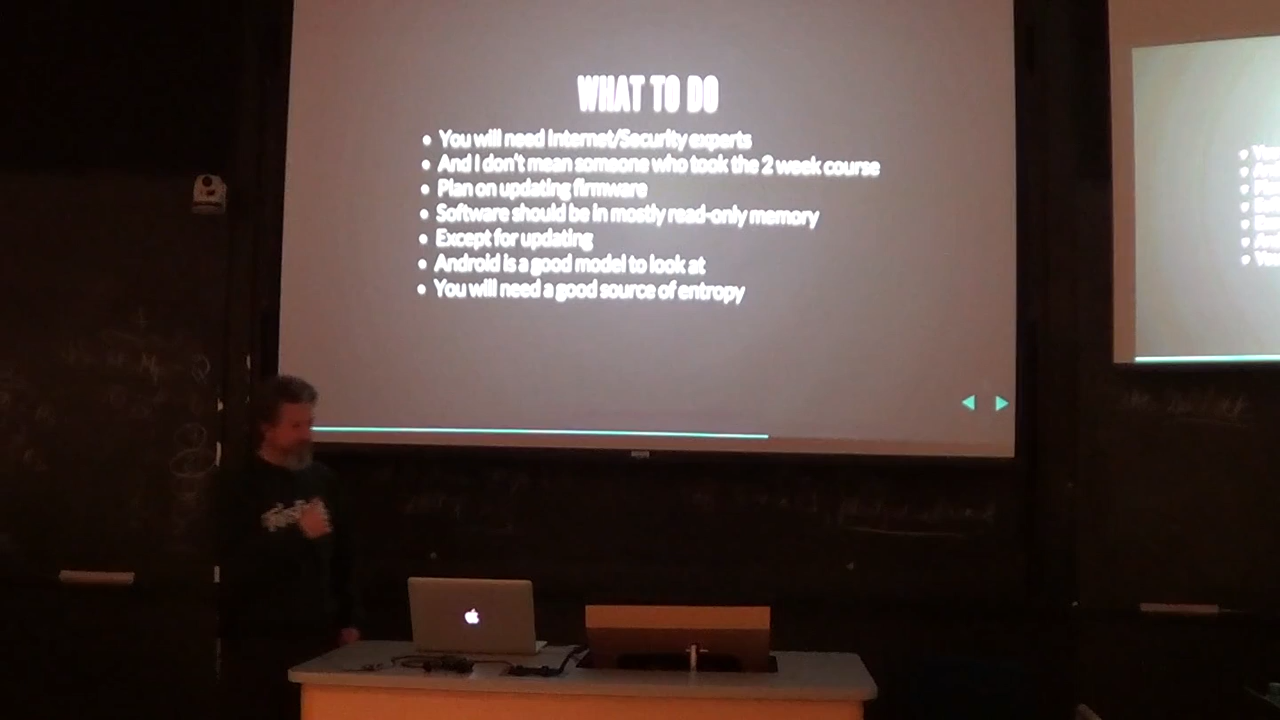 WHAT TO DO
You will need Internet/Security experts
And I don't mean someone who took the 2 week course
Plan on updating firmware
Software should be in mostly read-only memory
Except for updating
Android is a good model to look at
You will need a good source of entropy